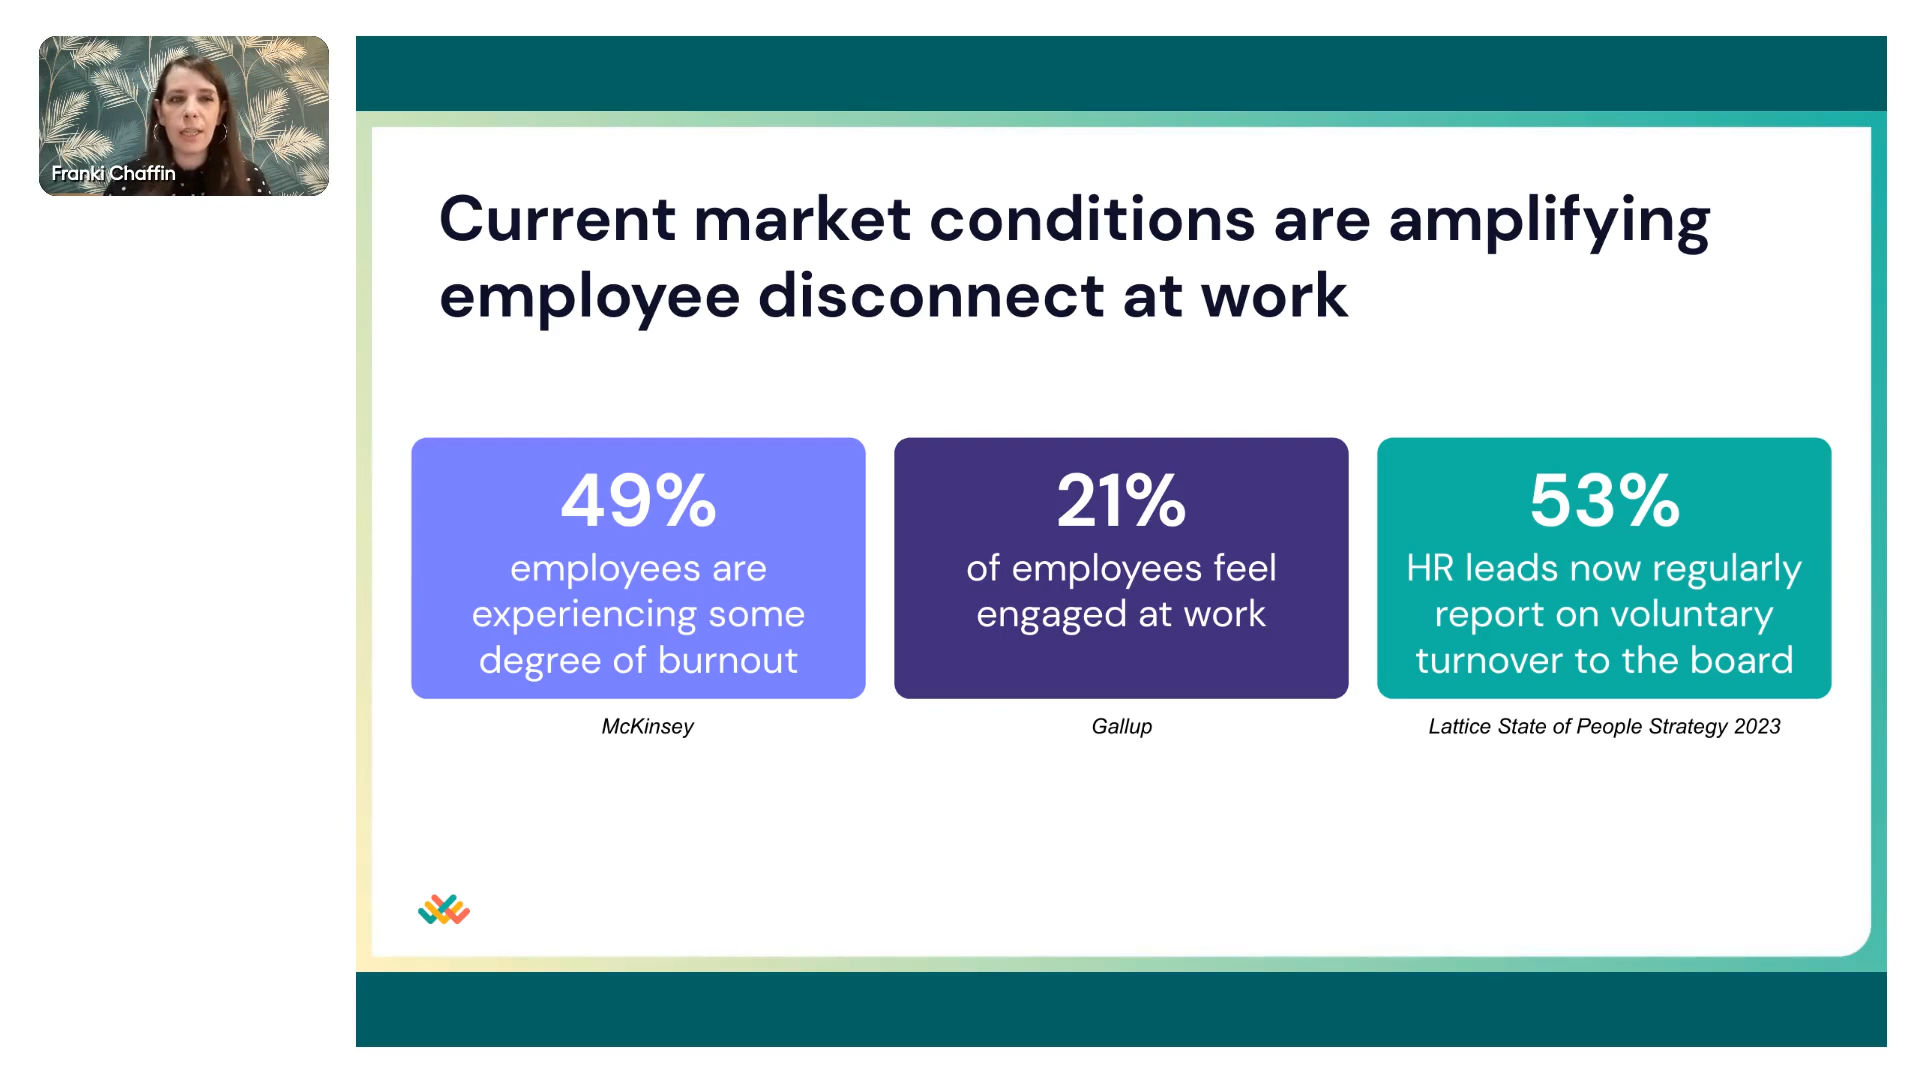 Franki Chaffin
Current market conditions are amplifying
employee disconnect at work
49%
employees are
experiencing some
degree of burnout
McKinsey
21%
of employees feel
engaged at work
Gallup
53%
HR leads now regularly
report on voluntary
turnover to the board
Lattice State of People Strategy 2023